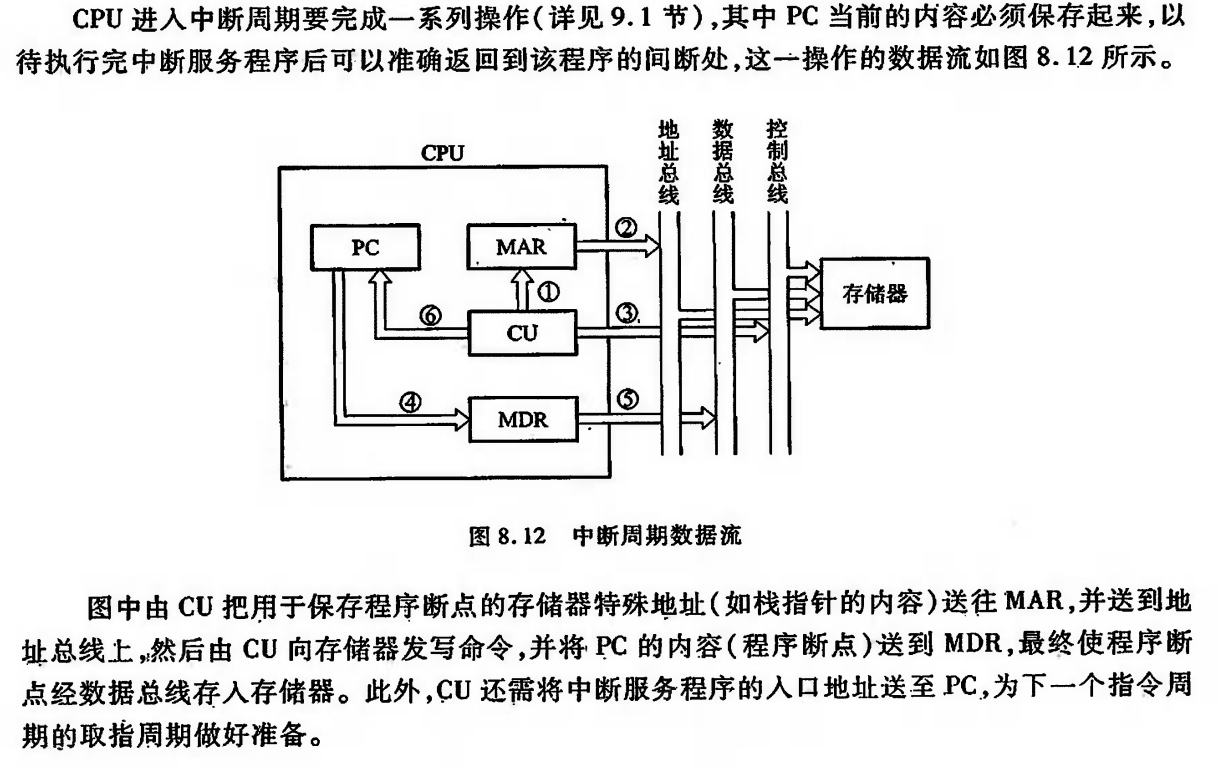 CPU 进入中断周期要完成一系列操作(详见 9.1 节),其中 PC 当前的内容必须保存起来,以
待执行完中断服务程序后可以准确返回到该程序的间断处,这一操作的数据流如图 8.12 所示。
地址总线
数据总线
控制总线
CPU
②
PC
MAR
①
存储器
⑥
③
CU
④
⑤
MDR
图 8.12 中断周期数据流
图中由 CU 把用于保存程序断点的存储器特殊地址(如栈指针的内容)送往 MAR,并送到地
址总线上,然后由 CU 向存储器发写命令,并将 PC 的内容(程序断点)送到 MDR,最终使程序断
点经数据总线存入存储器。此外,CU 还需将中断服务程序的入口地址送至 PC,为下一个指令周
期的取指周期做好准备。